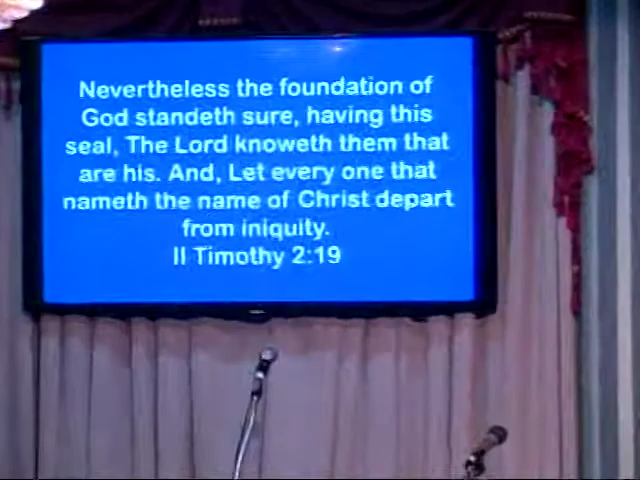 Nevertheless the foundation of
God standeth sure, having this
seal, The Lord knoweth them that
are his. And, Let every one that
nameth the name of Christ depart
from iniquity.
II Timothy 2:19